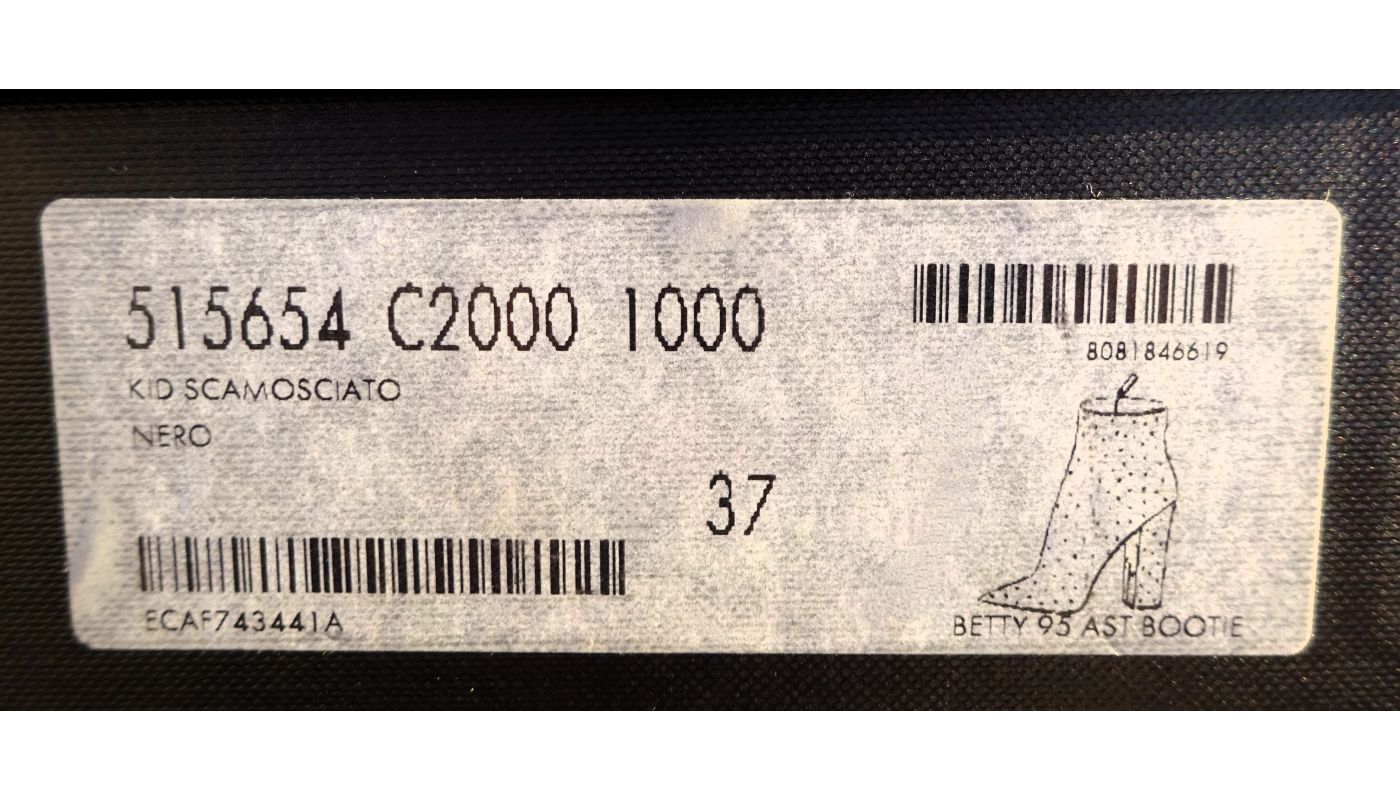 515654 C2000 1000
8081846619
KID SCAMOSCIATO
NERO
37
ECAF743441A
BETTY 95 AST BOOTIE